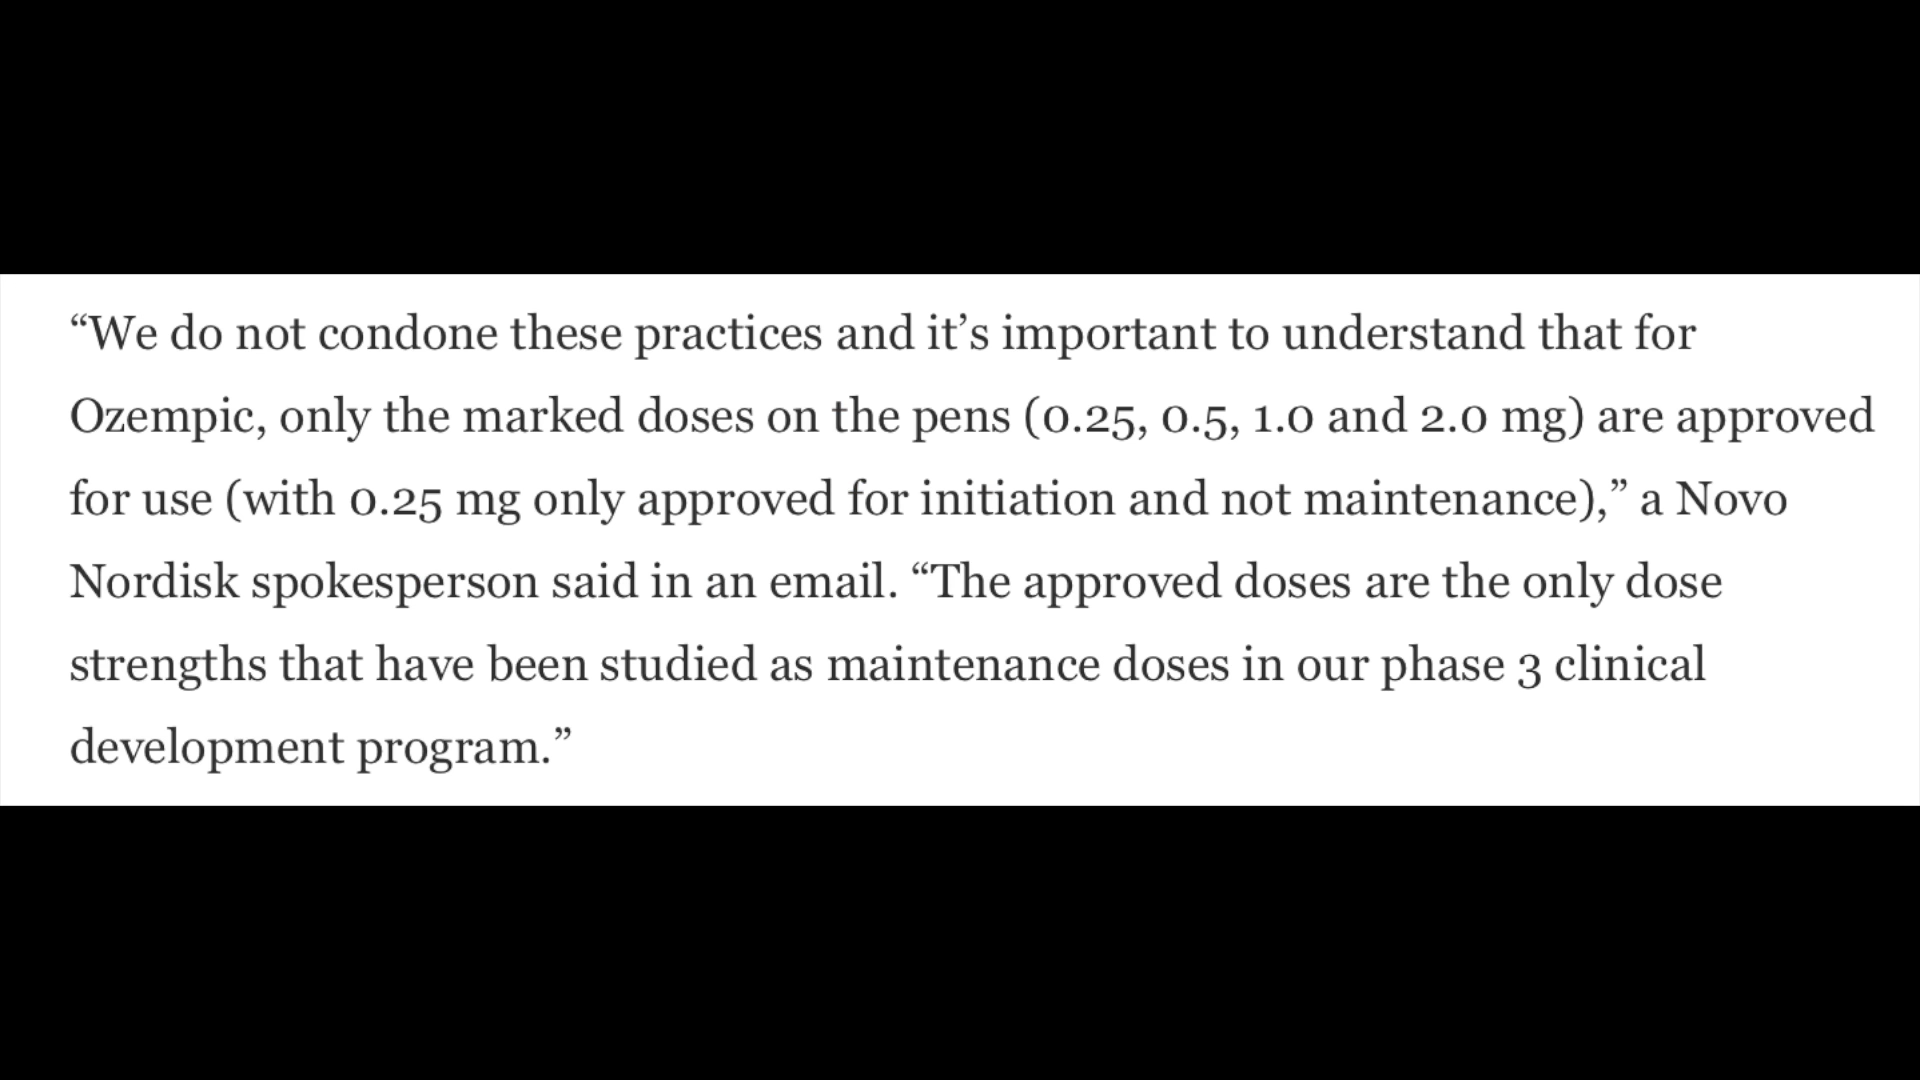 “We do not condone these practices and it’s important to understand that for
Ozempic, only the marked doses on the pens (0.25, 0.5, 1.0 and 2.0 mg) are approved
for use (with 0.25 mg only approved for initiation and not maintenance),” a Novo
Nordisk spokesperson said in an email. “The approved doses are the only dose
strengths that have been studied as maintenance doses in our phase 3 clinical
development program.”